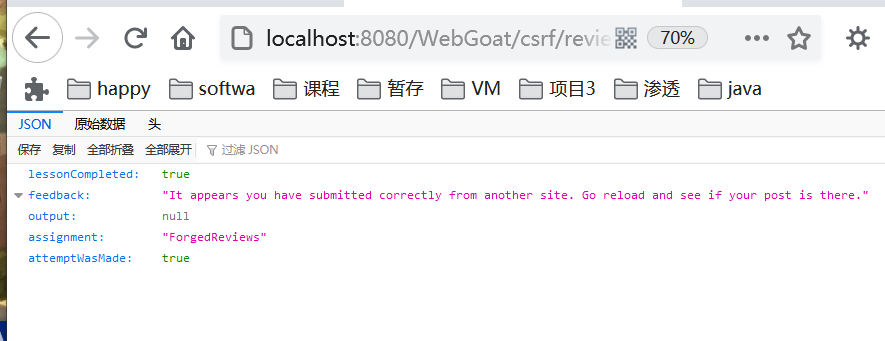 localhost:8080/WebGoat/csrf/revie 70%
happy softwa 课程 暂存 VM 项目3 渗透 java
JSON 原始数据 头
保存 复制 全部折叠 全部展开 过滤 JSON
lessonCompleted: true
feedback: "It appears you have submitted correctly from another site. Go reload and see if your post is there."
output: null
assignment: "ForgedReviews"
attemptWasMade: true